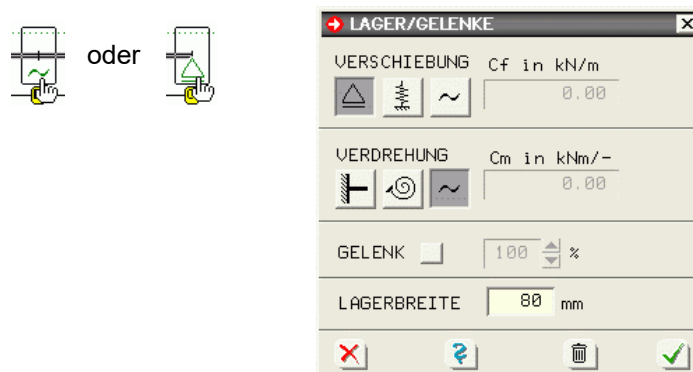 oder
LAGER/GELENKE
VERSCHIEBUNG Cf in kN/m
0.00
VERDREHUNG Cm in kNm/-
0.00
GELENK 100 %
LAGERBREITE 80 mm